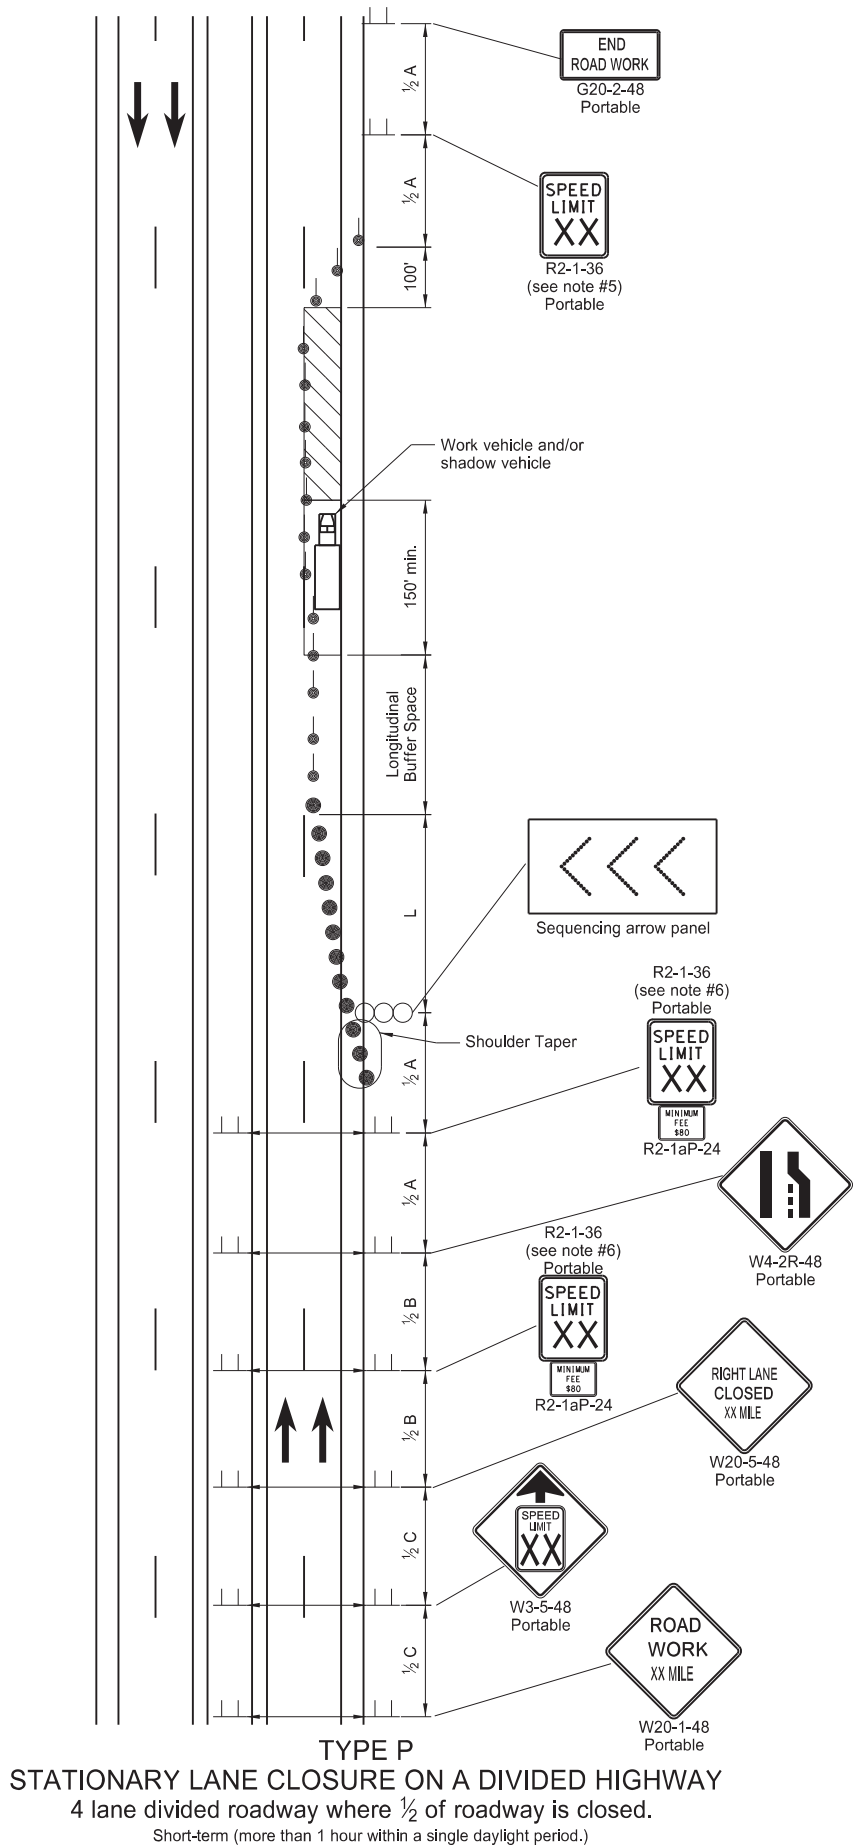 ½ A
END
ROAD WORK
G20-2-48
Portable
½ A
SPEED
LIMIT
XX
R2-1-36
(see note #5)
Portable
100'
Work vehicle and/or
shadow vehicle
150' min.
Longitudinal
Buffer Space
L
Sequencing arrow panel
R2-1-36
(see note #6)
Portable
SPEED
LIMIT
XX
MINIMUM
FEE
$80
R2-1aP-24
Shoulder Taper
½ A
½ A
W4-2R-48
Portable
R2-1-36
(see note #6)
Portable
SPEED
LIMIT
XX
MINIMUM
FEE
$80
R2-1aP-24
½ B
½ B
RIGHT LANE
CLOSED
XX MILE
W20-5-48
Portable
SPEED
LIMIT
XX
W3-5-48
Portable
½ C
½ C
ROAD
WORK
XX MILE
W20-1-48
Portable
TYPE P
STATIONARY LANE CLOSURE ON A DIVIDED HIGHWAY
4 lane divided roadway where ½ of roadway is closed.
Short-term (more than 1 hour within a single daylight period.)